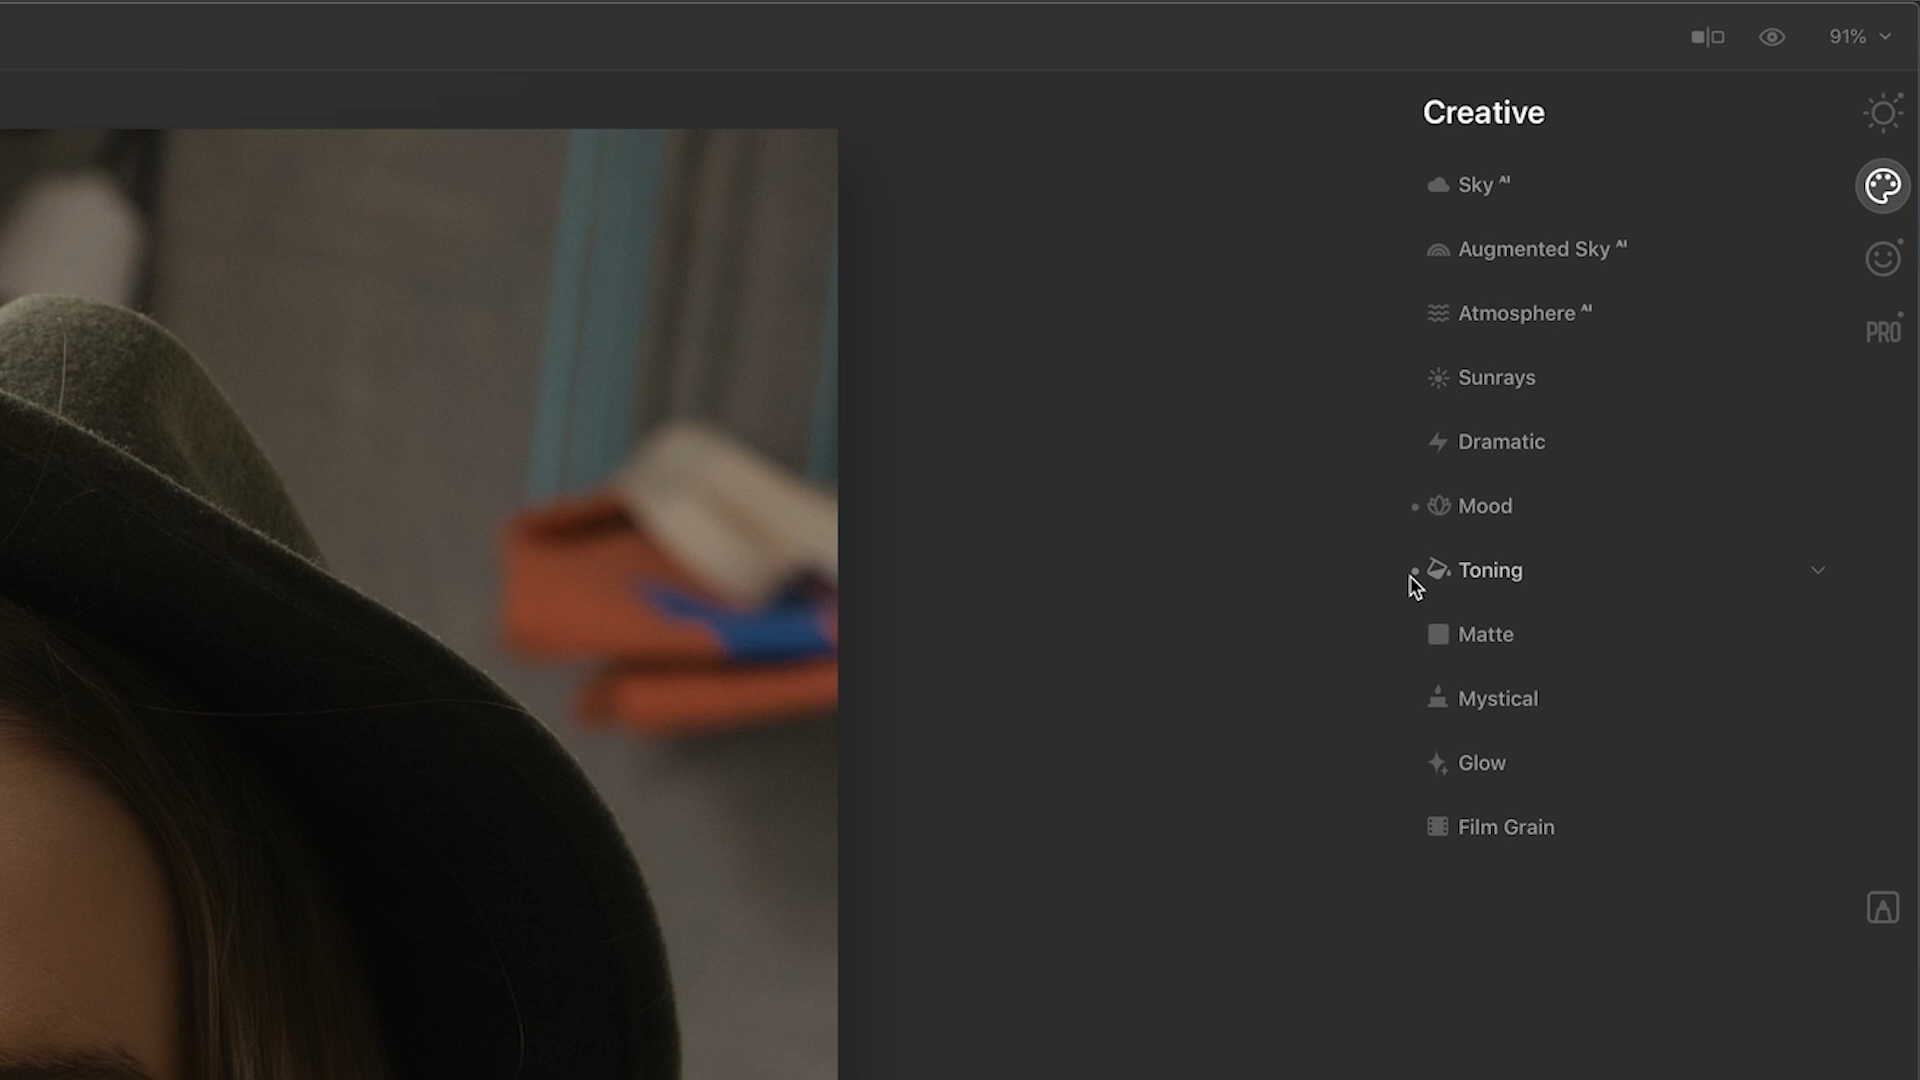 91%
Creative
Sky AI
Augmented Sky AI
Atmosphere AI
PRO
Sunrays
Dramatic
Mood
Toning
Matte
Mystical
Glow
Film Grain